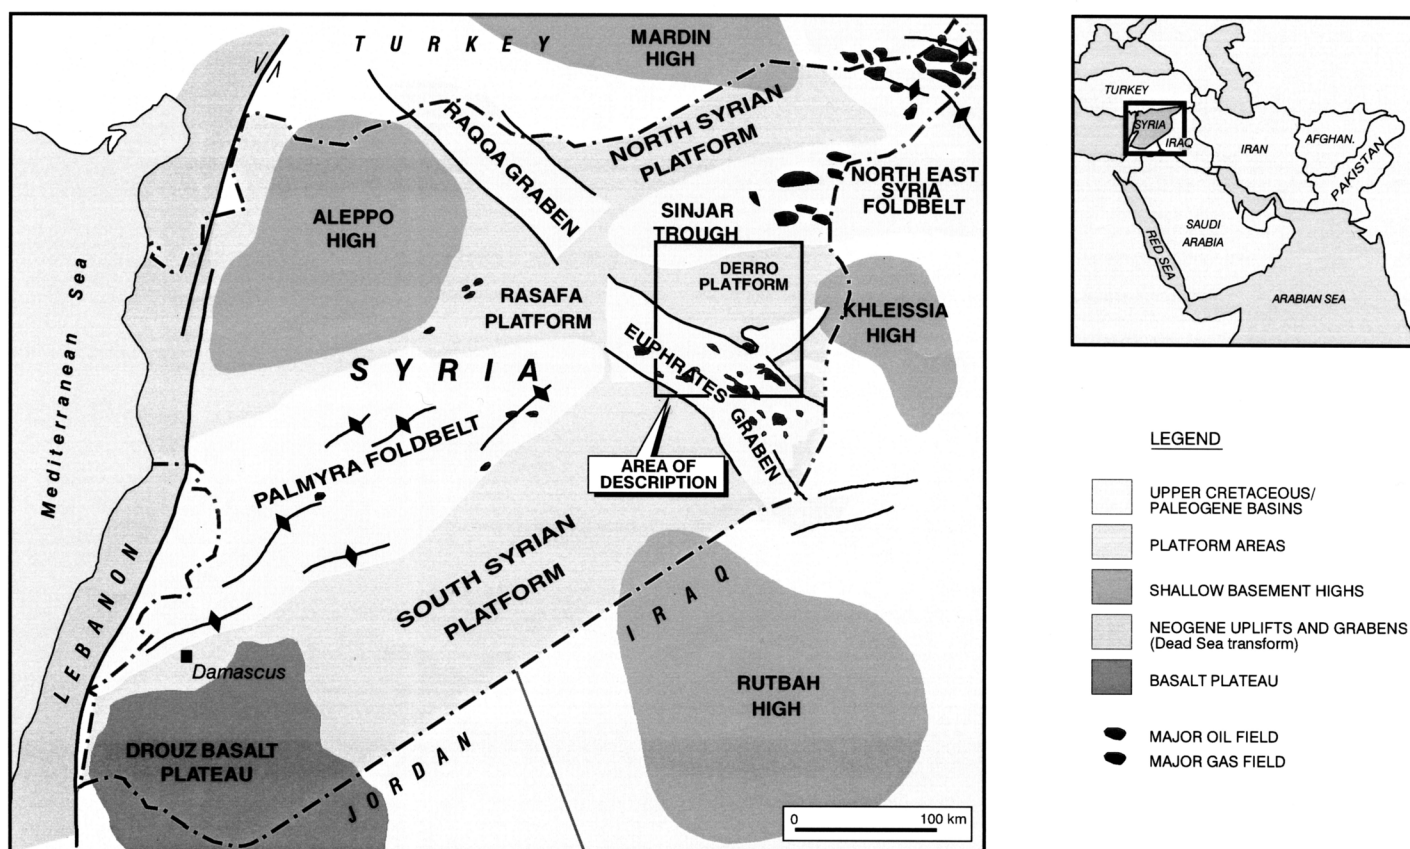 TURKEY
MARDIN
HIGH
RAQQA GRABEN
NORTH SYRIAN
PLATFORM
NORTH EAST
SYRIA
FOLDBELT
ALEPPO
HIGH
SINJAR
TROUGH
DERRO
PLATFORM
RASAFA
PLATFORM
KHLEISSIA
HIGH
EUPHRATES GRABEN
SYRIA
Mediterranean Sea
PALMYRA FOLDBELT
AREA OF
DESCRIPTION
SOUTH SYRIAN
PLATFORM
IRAQ
LEBANON
Damascus
RUTBAH
HIGH
DROUZ BASALT
PLATEAU
JORDAN
0 100 km
TURKEY
SYRIA
IRAQ
IRAN
AFGHAN.
PAKISTAN
SAUDI
ARABIA
RED SEA
ARABIAN SEA
LEGEND
UPPER CRETACEOUS/
PALEOGENE BASINS
PLATFORM AREAS
SHALLOW BASEMENT HIGHS
NEOGENE UPLIFTS AND GRABENS
(Dead Sea transform)
BASALT PLATEAU
MAJOR OIL FIELD
MAJOR GAS FIELD